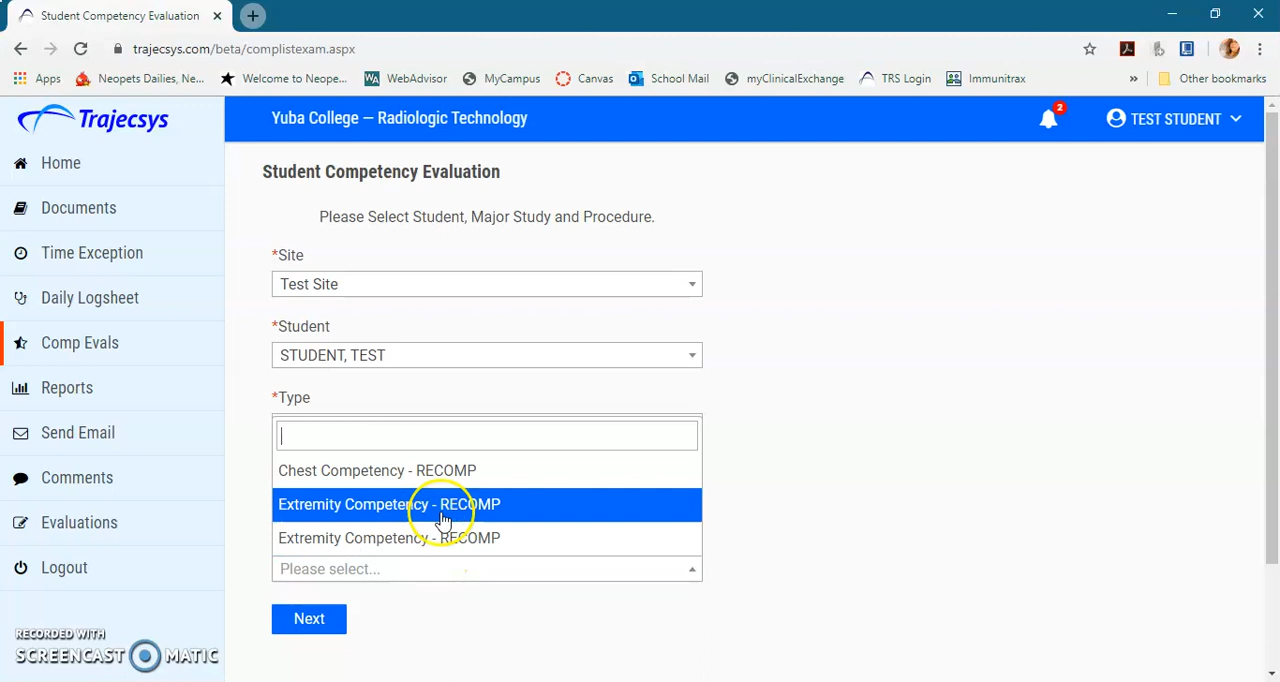 Student Competency Evaluation
trajecsys.com/beta/complistexam.aspx
Apps
Neopets Dailies, Ne...
Welcome to Neope...
WA
WebAdvisor
MyCampus
Canvas
School Mail
myClinicalExchange
TRS Login
Immunitrax
»
Other bookmarks
Trajecsys
Yuba College — Radiologic Technology
2
TEST STUDENT
Home
Documents
Time Exception
Daily Logsheet
Comp Evals
Reports
Send Email
Comments
Evaluations
Logout
Student Competency Evaluation
Please Select Student, Major Study and Procedure.
*Site
Test Site
*Student
STUDENT, TEST
*Type
Chest Competency - RECOMP
Extremity Competency - RECOMP
Extremity Competency - RECOMP
Please select...
Next
RECORDED WITH
SCREENCAST MATIC